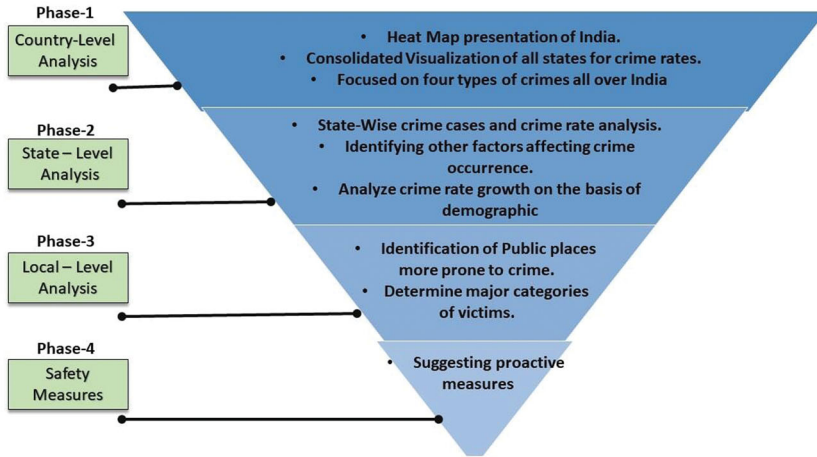 Phase-1
Country-Level
Analysis
• Heat Map presentation of India.
• Consolidated Visualization of all states for crime rates.
• Focused on four types of crimes all over India
Phase-2
State – Level
Analysis
• State-Wise crime cases and crime rate analysis.
• Identifying other factors affecting crime
occurrence.
• Analyze crime rate growth on the basis of
demographic
Phase-3
Local – Level
Analysis
• Identification of Public places
more prone to crime.
• Determine major categories
of victims.
Phase-4
Safety
Measures
• Suggesting proactive
measures